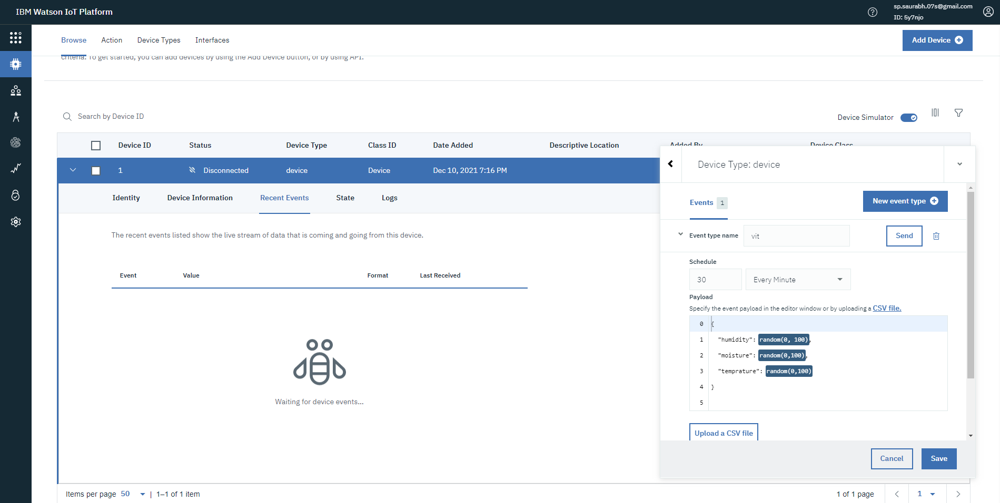 IBM Watson IoT Platform
sp.saurabh.07s@gmail.com
ID: 5y7njo
Browse Action Device Types Interfaces
Add Device
criteria. To get started, you can add devices by using the Add Device button, or by using API.
Search by Device ID
Device Simulator
Device ID Status Device Type Class ID Date Added Descriptive Location Added By Device Class
1 Disconnected device Device Dec 10, 2021 7:16 PM
Identity Device Information Recent Events State Logs
The recent events listed show the live stream of data that is coming and going from this device.
Event Value Format Last Received
Waiting for device events...
Device Type: device
Events 1
New event type
Event type name vit
Send
Schedule
30 Every Minute
Payload
Specify the event payload in the editor window or by uploading a CSV file.
0 {
1 "humidity": random(0, 100),
2 "moisture": random(0,100),
3 "temprature": random(0,100)
4 }
5
Upload a CSV file
Cancel Save
Items per page 50 | 1–1 of 1 item
1 of 1 page 1